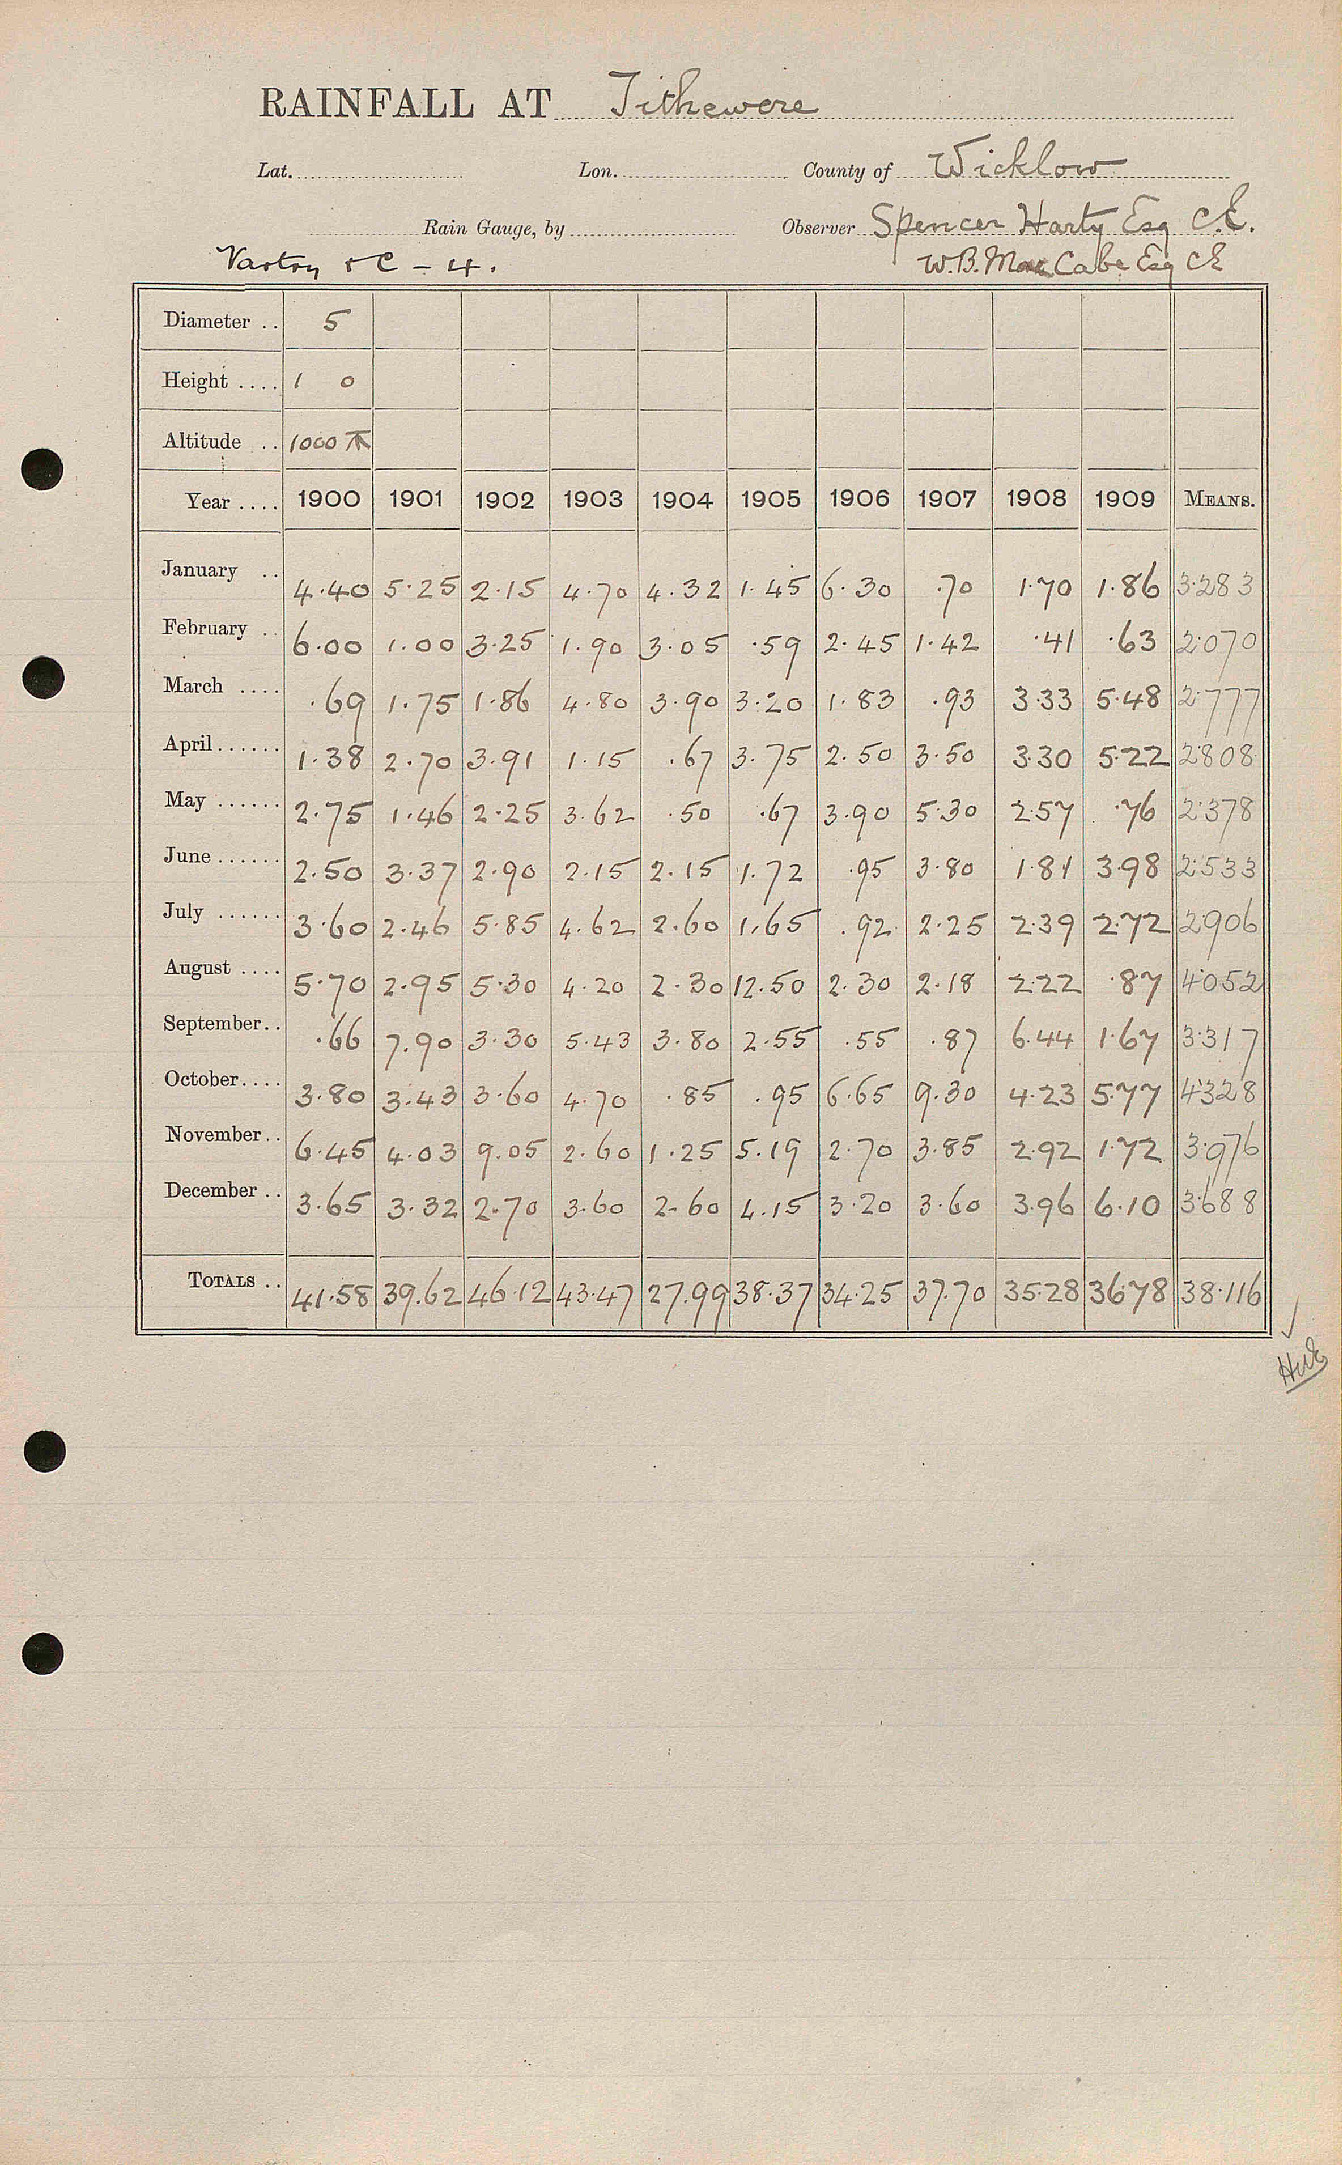 RAINFALL AT Tithewere
Lat. Lon. County of Wicklow
Rain Gauge, by Observer Spencer Harty Esq C.E.
Vartry & C - 4. W.B. MacCabe Esq CE
Diameter .. 5
Height .... 1 0
Altitude .. 1000
Year .... 1900 1901 1902 1903 1904 1905 1906 1907 1908 1909 MEANS.
January .. 4.40 5.25 2.15 4.70 4.32 1.45 6.30 .70 1.70 1.86 3.283
February .. 6.00 1.00 3.25 1.90 3.05 .59 2.45 1.42 .41 .63 2.070
March .... .69 1.75 1.86 4.80 3.90 3.20 1.83 .93 3.33 5.48 2.777
April ...... 1.38 2.70 3.91 1.15 .67 3.75 2.50 3.50 3.30 5.22 2.808
May ...... 2.75 1.46 2.25 3.62 .50 .67 3.90 5.30 2.57 .76 2.378
June ...... 2.50 3.37 2.90 2.15 2.15 1.72 .95 3.80 1.81 3.98 2.533
July ...... 3.60 2.46 5.85 4.62 2.60 1.65 .92 2.25 2.39 2.72 2.906
August .... 5.70 2.95 5.30 4.20 2.30 12.50 2.30 2.18 2.22 .87 4.052
September .. .66 7.90 3.30 5.43 3.80 2.55 .55 .87 6.44 1.67 3.317
October .... 3.80 3.43 3.60 4.70 .85 .95 6.65 9.30 4.23 5.77 4.328
November .. 6.45 4.03 9.05 2.60 1.25 5.19 2.70 3.85 2.92 1.72 3.976
December .. 3.65 3.32 2.70 3.60 2.60 4.15 3.20 3.60 3.96 6.10 3.688
TOTALS .. 41.58 39.62 46.12 43.47 27.99 38.37 34.25 37.70 35.28 36.78 38.116